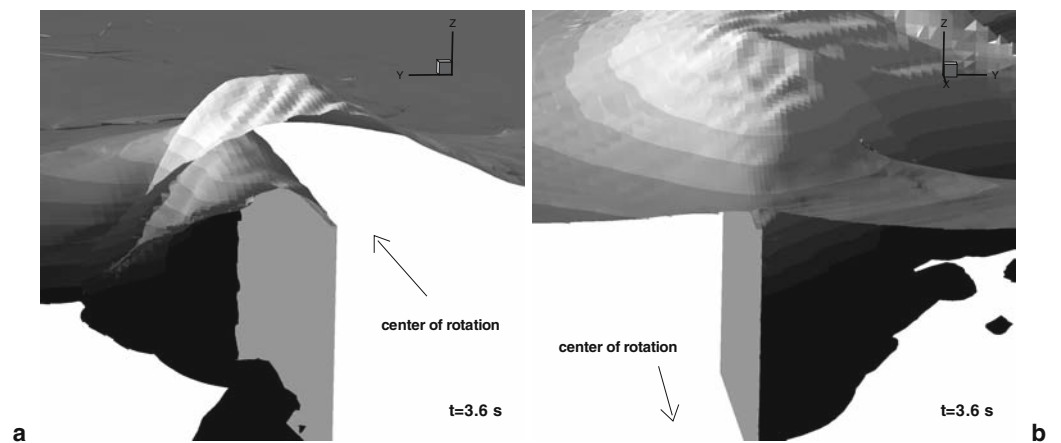 Z
Y
center of rotation
t=3.6 s
a
Z
X
Y
center of rotation
t=3.6 s
b